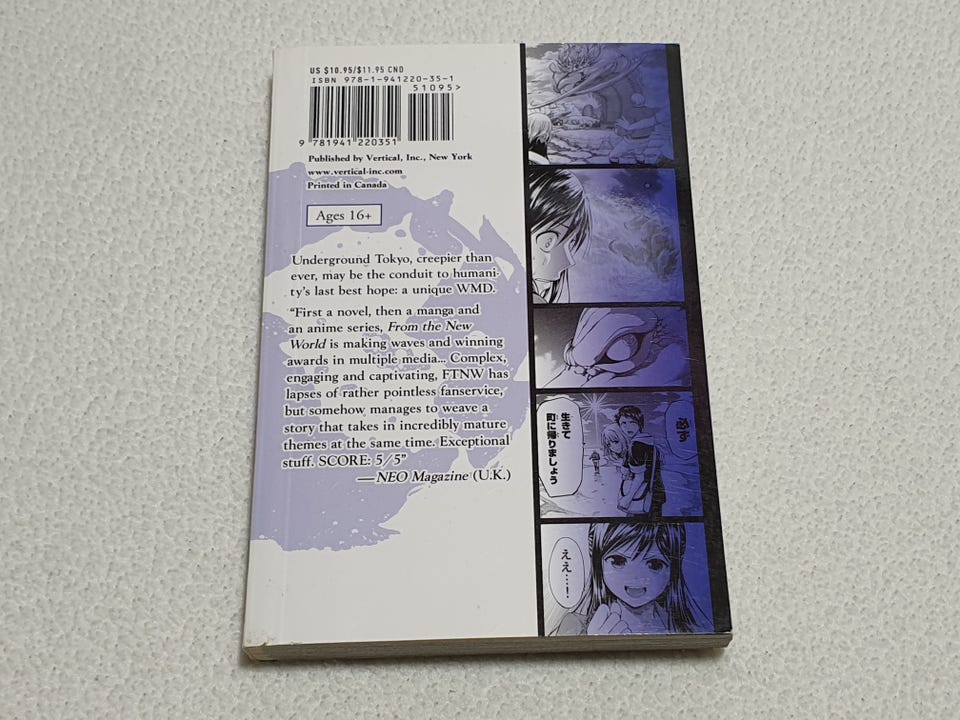 US $10.95/$11.95 CND
ISBN 978-1-941220-35-1
51095>
9 781941 220351
Published by Vertical, Inc., New York
www.vertical-inc.com
Printed in Canada
Ages 16+
Underground Tokyo, creepier than
ever, may be the conduit to humani-
ty's last best hope: a unique WMD.
"First a novel, then a manga and
an anime series, From the New
World is making waves and winning
awards in multiple media... Complex,
engaging and captivating, FTNW has
lapses of rather pointless fanservice,
but somehow manages to weave a
story that takes in incredibly mature
themes at the same time. Exceptional
stuff. SCORE: 5/5"
—NEO Magazine (U.K.)
必ず
生きて
町に帰りましょう
ええ…!